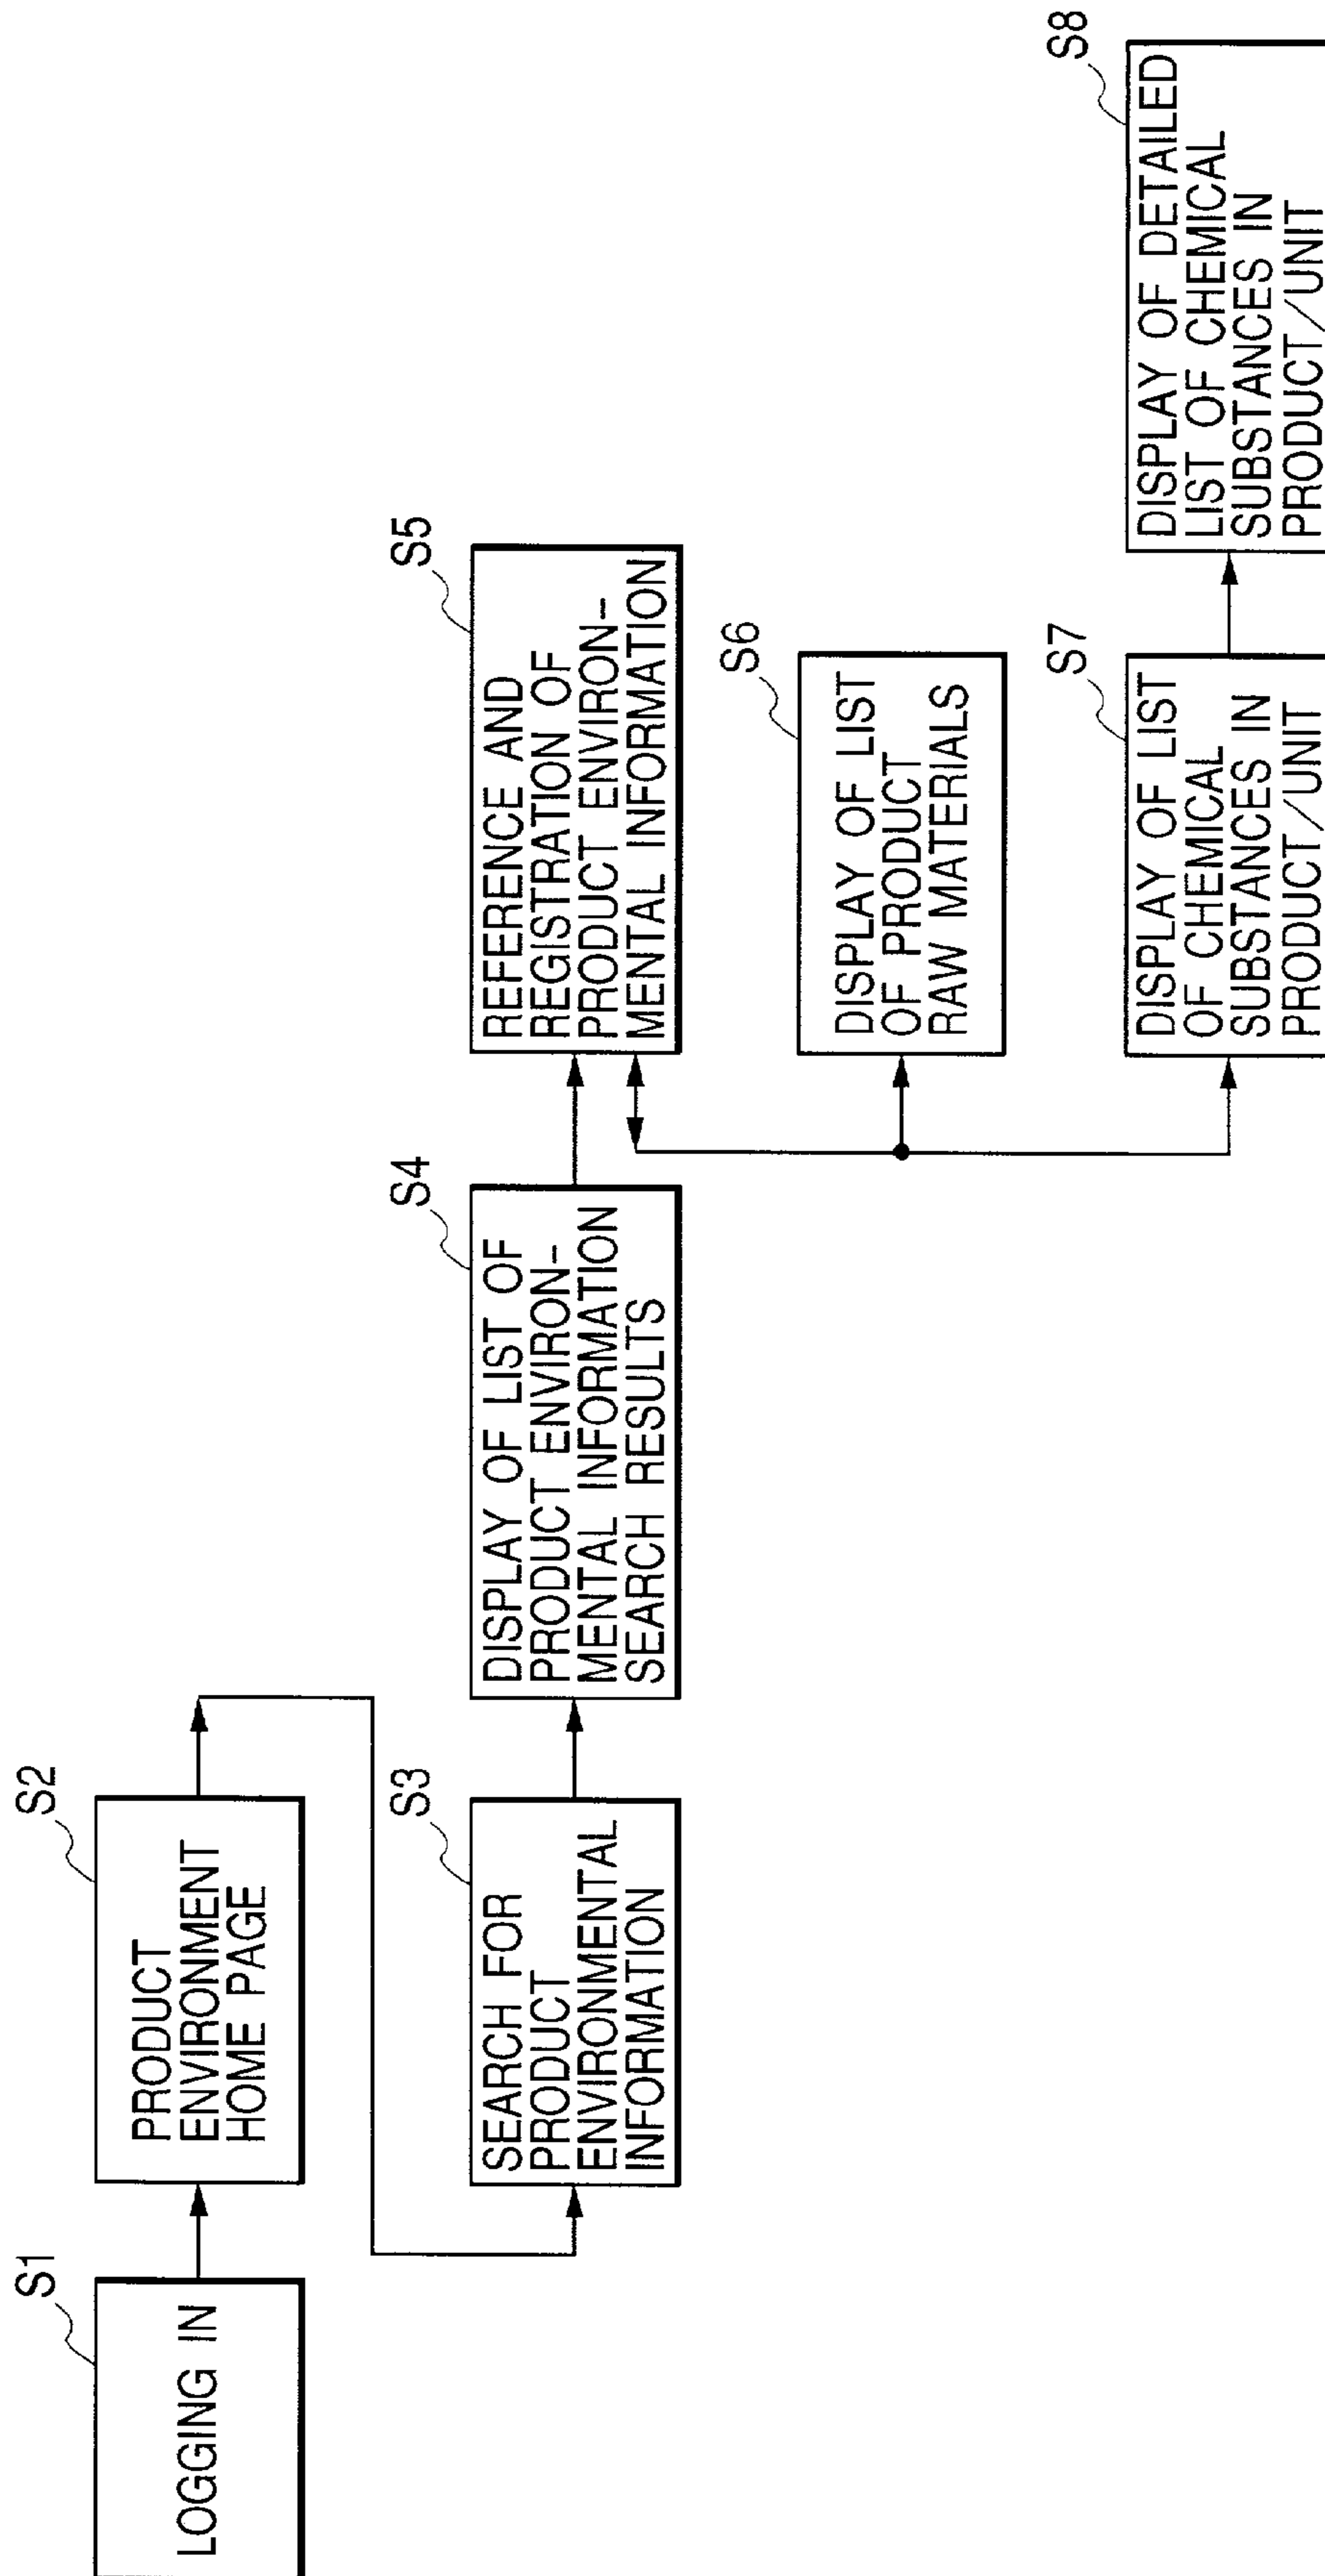 S1
LOGGING IN
S2
PRODUCT
ENVIRONMENT
HOME PAGE
S3
SEARCH FOR
PRODUCT
ENVIRONMENTAL
INFORMATION
S4
DISPLAY OF LIST OF
PRODUCT ENVIRON-
MENTAL INFORMATION
SEARCH RESULTS
S5
REFERENCE AND
REGISTRATION OF
PRODUCT ENVIRON-
MENTAL INFORMATION
S6
DISPLAY OF LIST
OF PRODUCT
RAW MATERIALS
S7
DISPLAY OF LIST
OF CHEMICAL
SUBSTANCES IN
PRODUCT/UNIT
S8
DISPLAY OF DETAILED
LIST OF CHEMICAL
SUBSTANCES IN
PRODUCT/UNIT